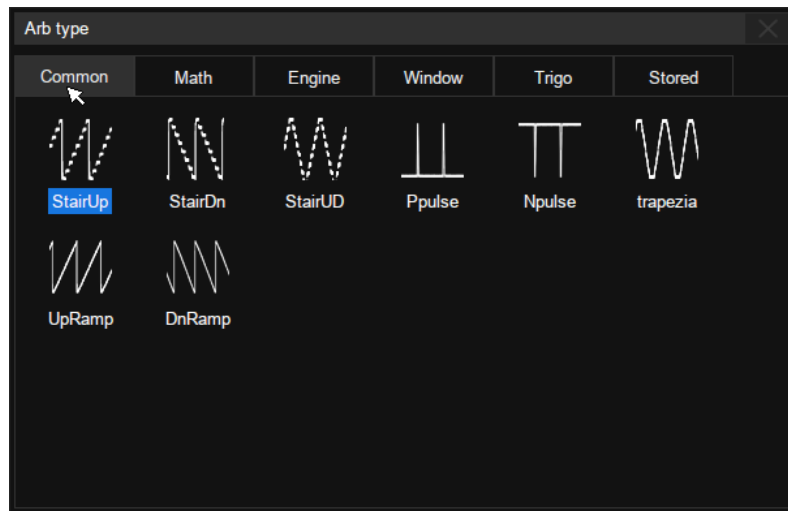 Arb type
Common Math Engine Window Trigo Stored
StairUp StairDn StairUD Ppulse Npulse trapezia
UpRamp DnRamp